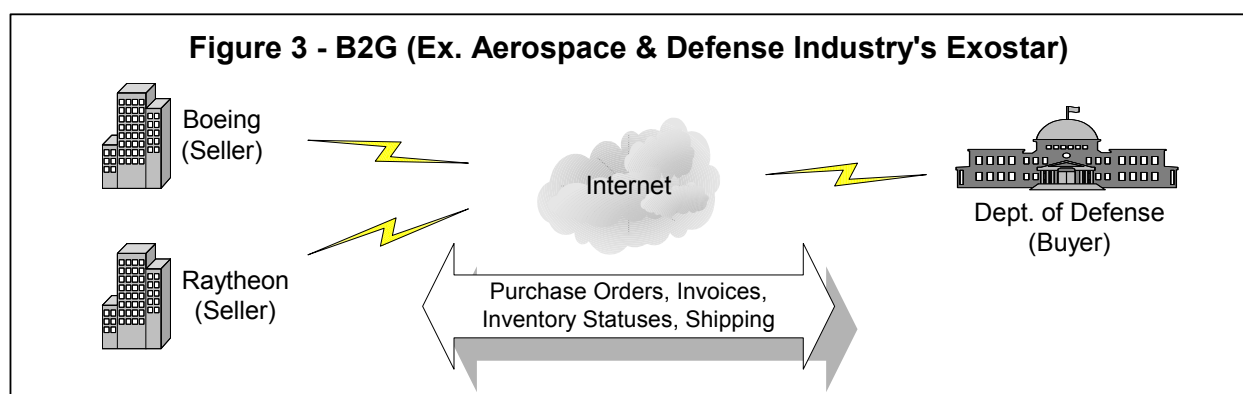 Figure 3 - B2G (Ex. Aerospace & Defense Industry's Exostar)
Boeing
(Seller)
Internet
Dept. of Defense
(Buyer)
Raytheon
(Seller)
Purchase Orders, Invoices,
Inventory Statuses, Shipping